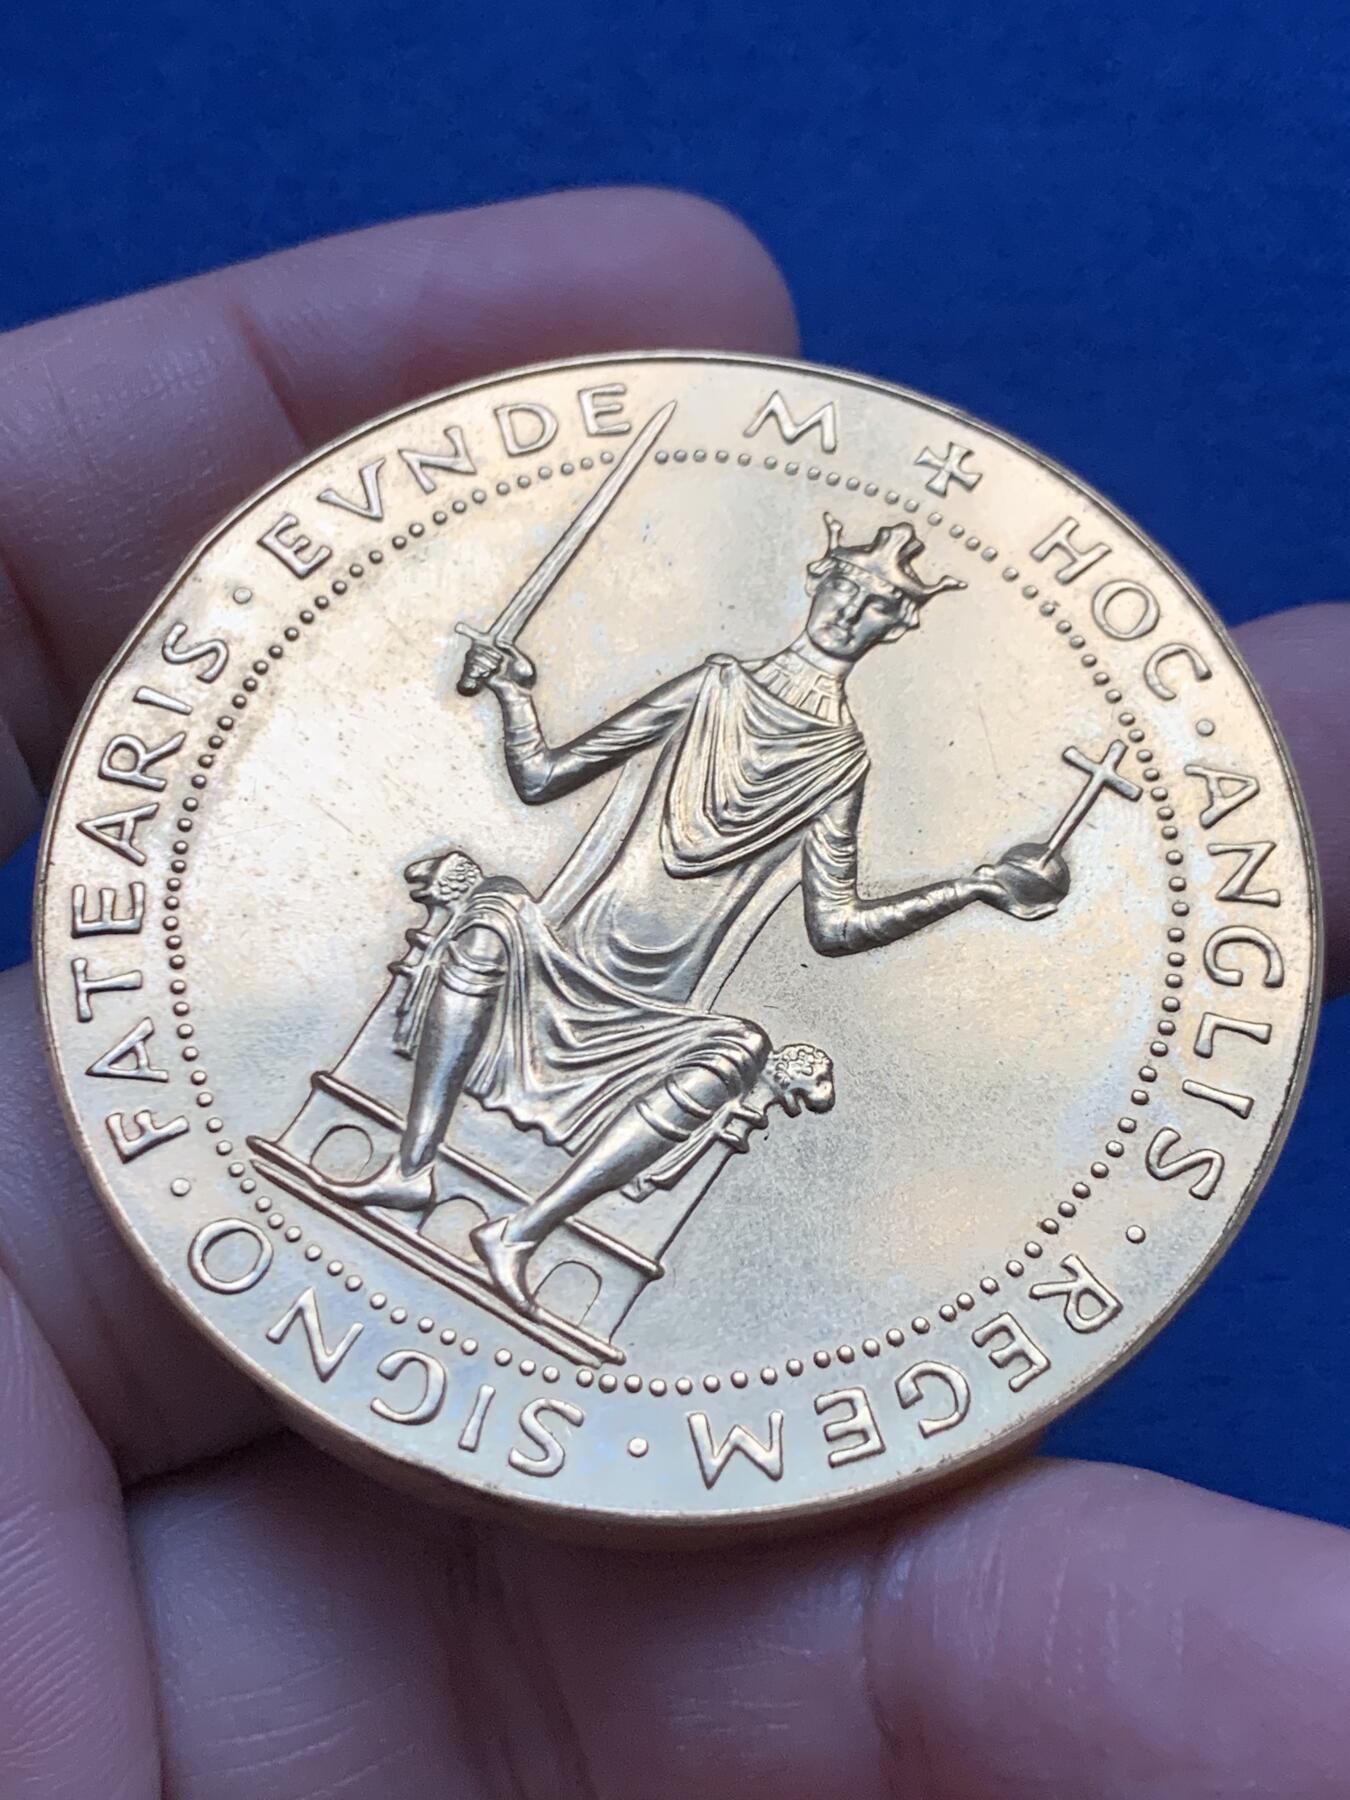 ✠ HOC · ANGLIS · REGEM · SIGNO · FATEARIS · EVNDE M